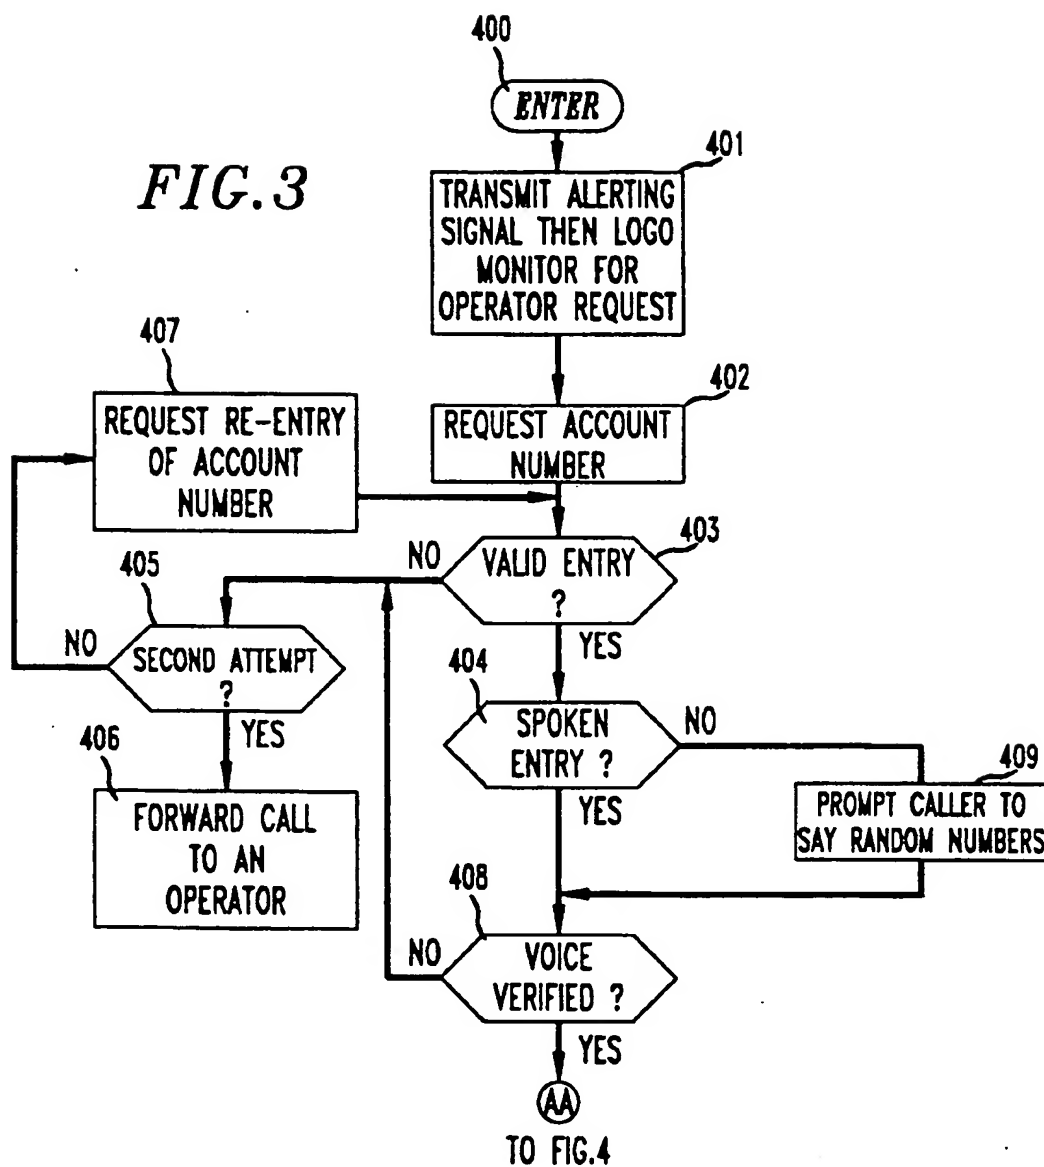 400
ENTER
FIG.3
401
TRANSMIT ALERTING
SIGNAL THEN LOGO
MONITOR FOR
OPERATOR REQUEST
407
REQUEST RE-ENTRY
OF ACCOUNT
NUMBER
402
REQUEST ACCOUNT
NUMBER
403
VALID ENTRY
?
NO
YES
405
SECOND ATTEMPT
?
NO
YES
404
SPOKEN
ENTRY ?
NO
YES
406
FORWARD CALL
TO AN
OPERATOR
409
PROMPT CALLER TO
SAY RANDOM NUMBERS
408
VOICE
VERIFIED ?
NO
YES
AA
TO FIG.4